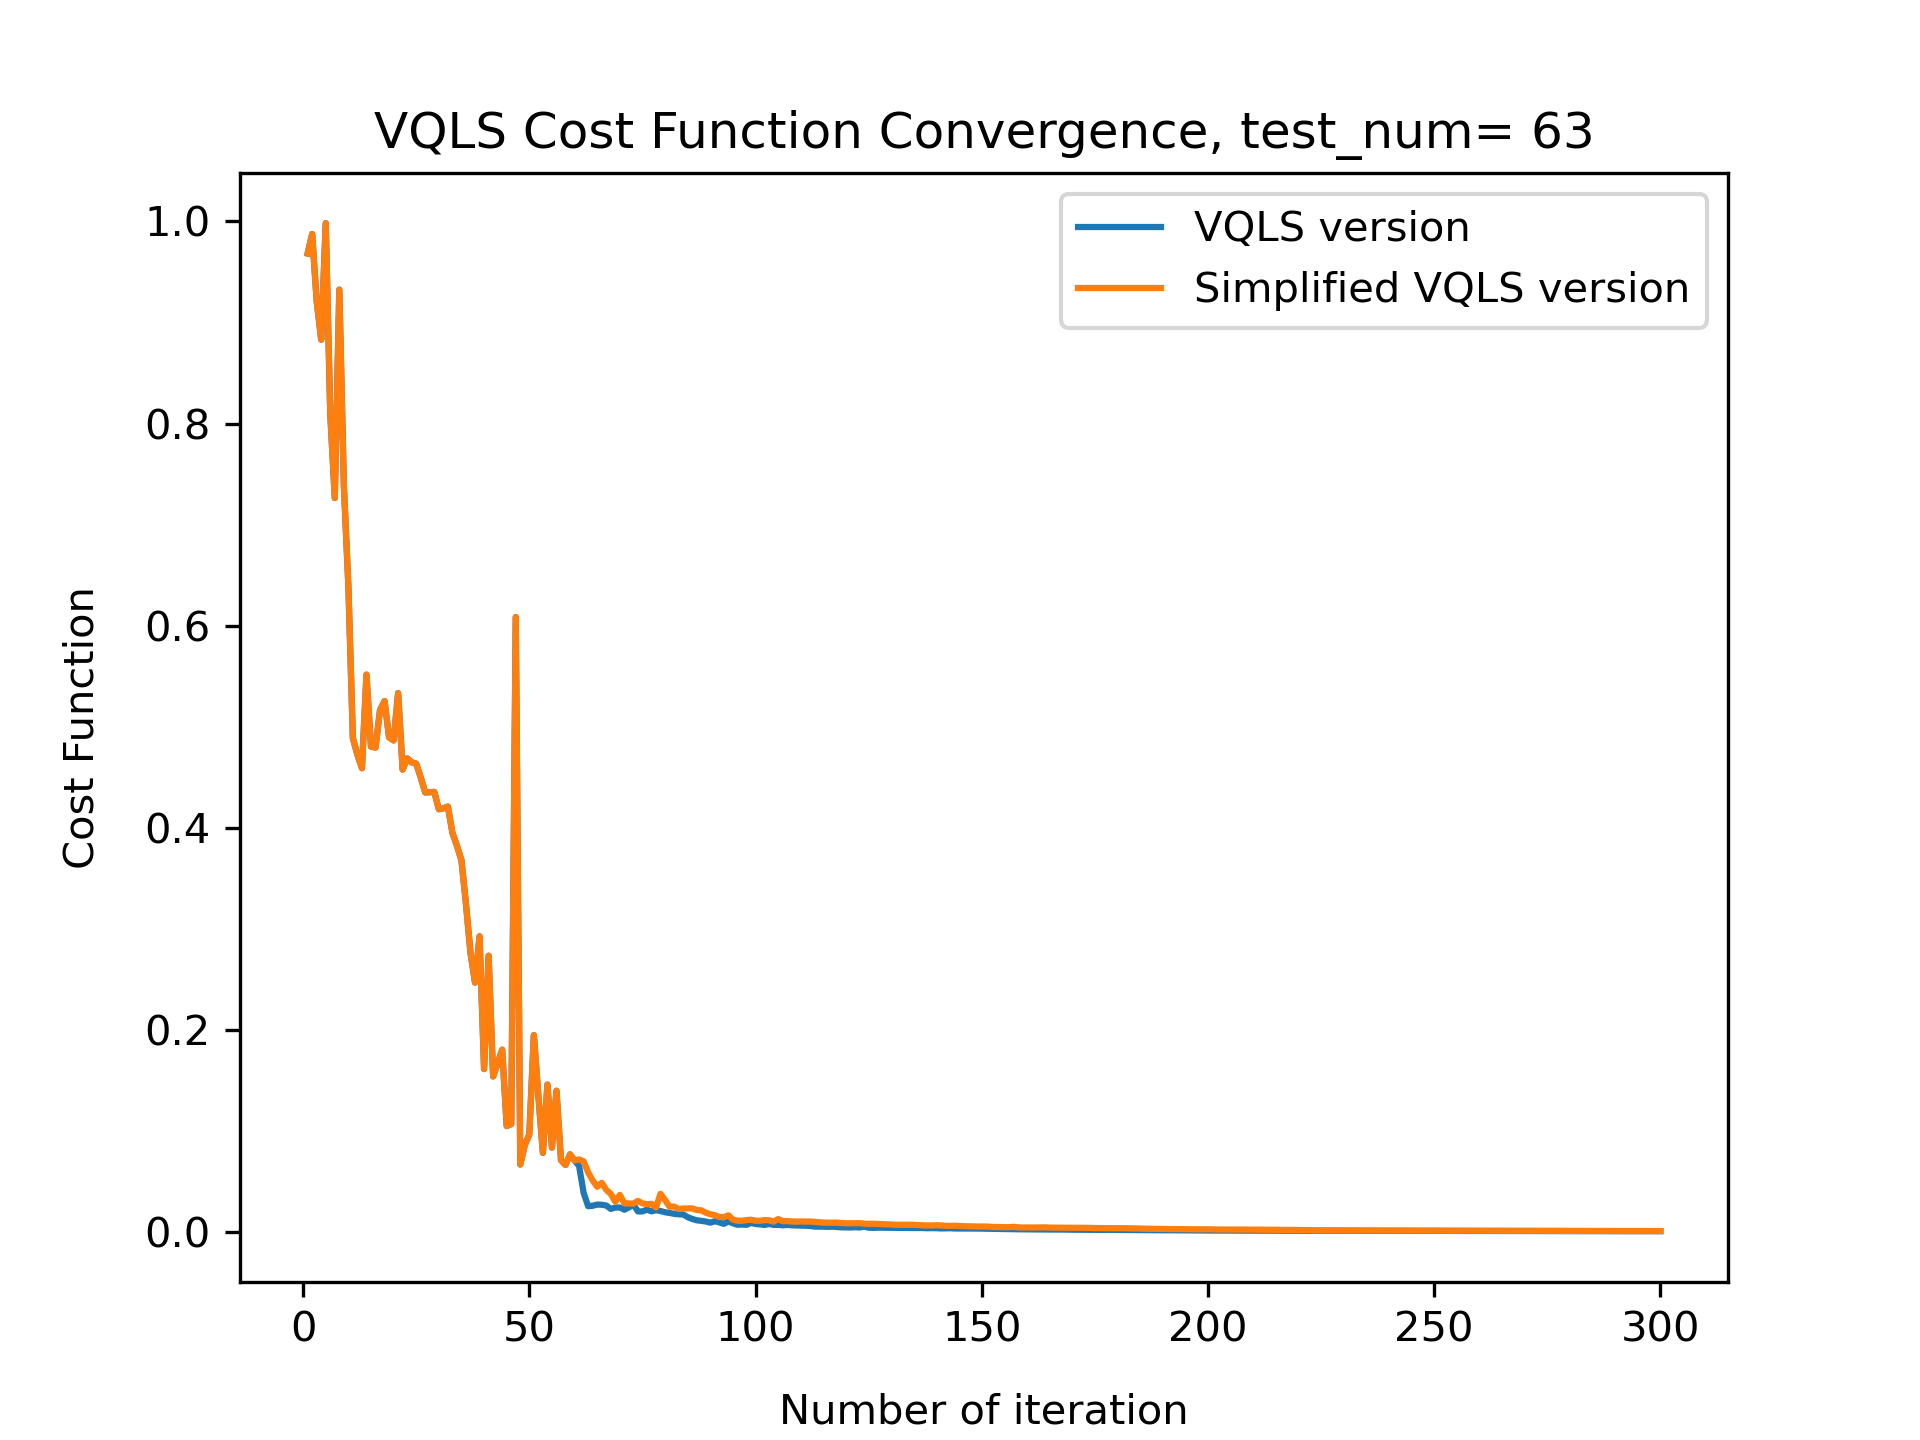 VQLS Cost Function Convergence, test_num= 63
VQLS version
Simplified VQLS version
1.0
0.8
0.6
0.4
0.2
0.0
Cost Function
0 50 100 150 200 250 300
Number of iteration